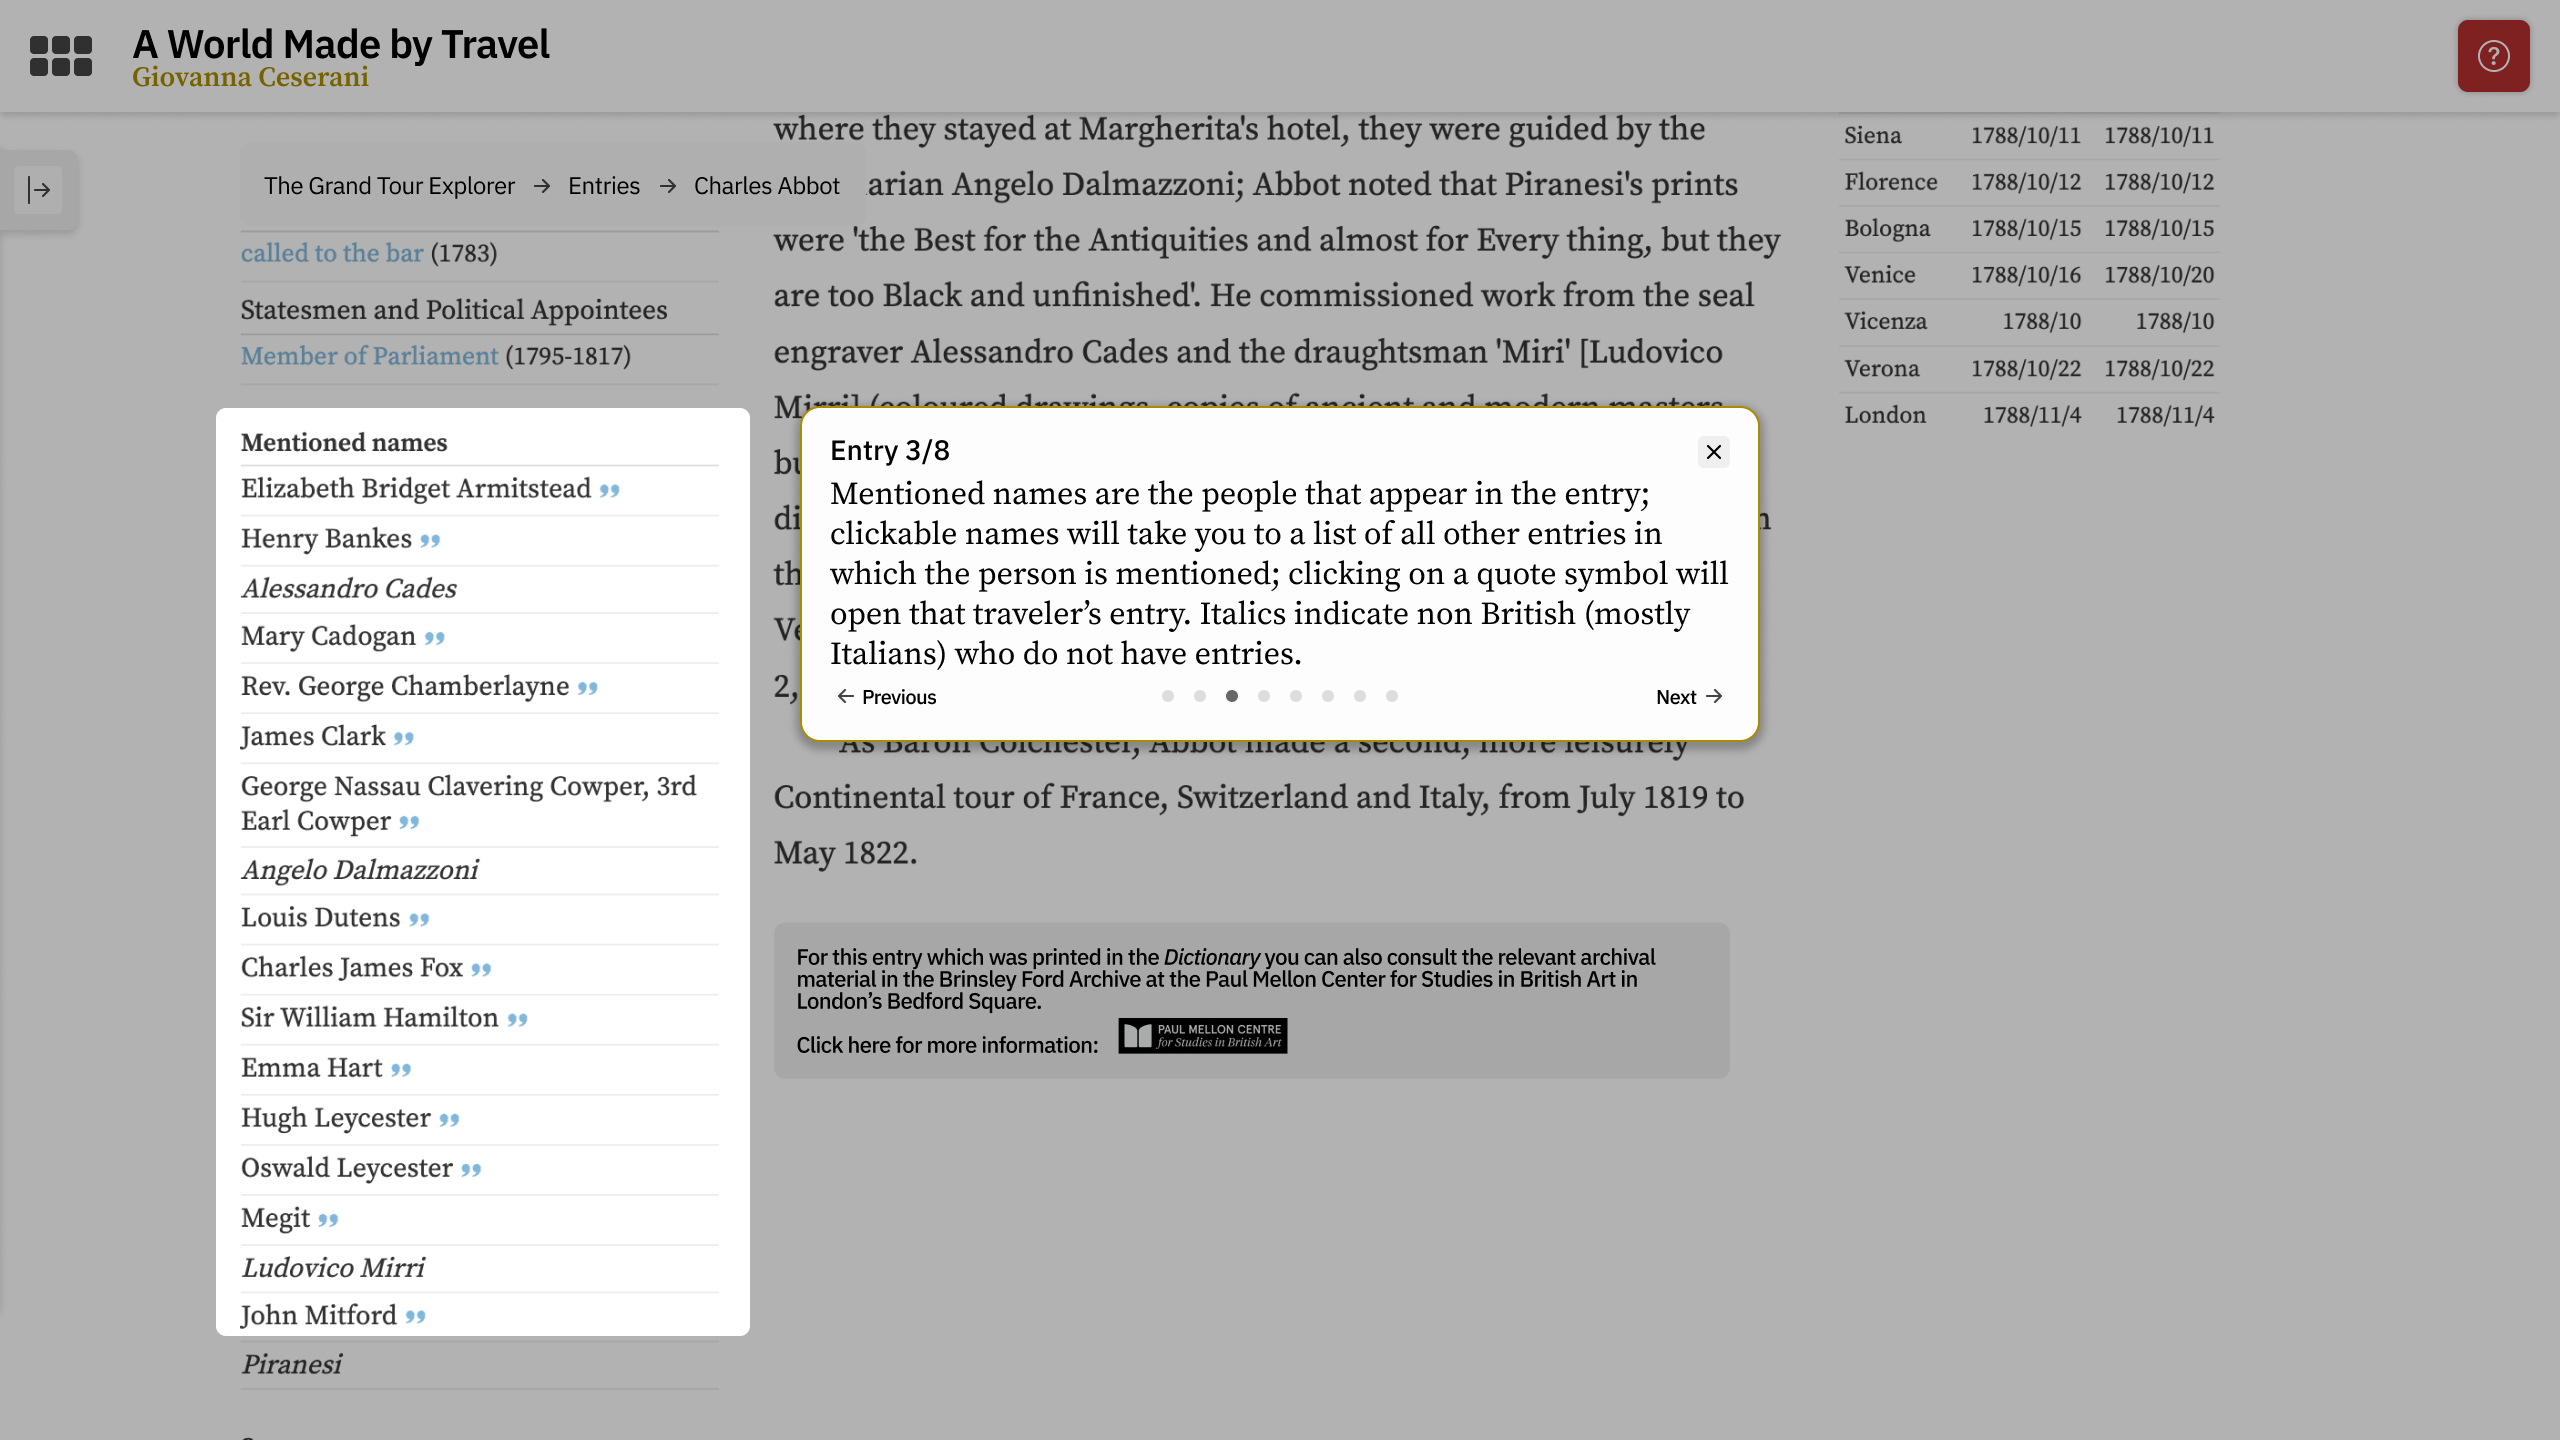 A World Made by Travel
Giovanna Ceserani
The Grand Tour Explorer → Entries → Charles Abbot
called to the bar (1783)
Statesmen and Political Appointees
Member of Parliament (1795-1817)
Mentioned names
Elizabeth Bridget Armitstead
Henry Bankes
Alessandro Cades
Mary Cadogan
Rev. George Chamberlayne
James Clark
George Nassau Clavering Cowper, 3rd
Earl Cowper
Angelo Dalmazzoni
Louis Dutens
Charles James Fox
Sir William Hamilton
Emma Hart
Hugh Leycester
Oswald Leycester
Megit
Ludovico Mirri
John Mitford
Piranesi
where they stayed at Margherita's hotel, they were guided by the
arian Angelo Dalmazzoni; Abbot noted that Piranesi's prints
were 'the Best for the Antiquities and almost for Every thing, but they
are too Black and unfinished'. He commissioned work from the seal
engraver Alessandro Cades and the draughtsman 'Miri' [Ludovico
Mirri] (coloured drawings, copies of ancient and modern masters,
Entry 3/8
Mentioned names are the people that appear in the entry;
clickable names will take you to a list of all other entries in
which the person is mentioned; clicking on a quote symbol will
open that traveler’s entry. Italics indicate non British (mostly
Italians) who do not have entries.
← Previous
Next →
2,
As Baron Colchester, Abbot made a second, more leisurely
Continental tour of France, Switzerland and Italy, from July 1819 to
May 1822.
For this entry which was printed in the Dictionary you can also consult the relevant archival
material in the Brinsley Ford Archive at the Paul Mellon Center for Studies in British Art in
London’s Bedford Square.
Click here for more information:
PAUL MELLON CENTRE
for Studies in British Art
Siena 1788/10/11 1788/10/11
Florence 1788/10/12 1788/10/12
Bologna 1788/10/15 1788/10/15
Venice 1788/10/16 1788/10/20
Vicenza 1788/10 1788/10
Verona 1788/10/22 1788/10/22
London 1788/11/4 1788/11/4